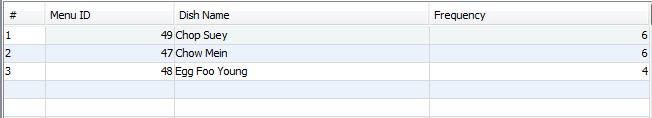 # Menu ID Dish Name Frequency
1 49 Chop Suey 6
2 47 Chow Mein 6
3 48 Egg Foo Young 4